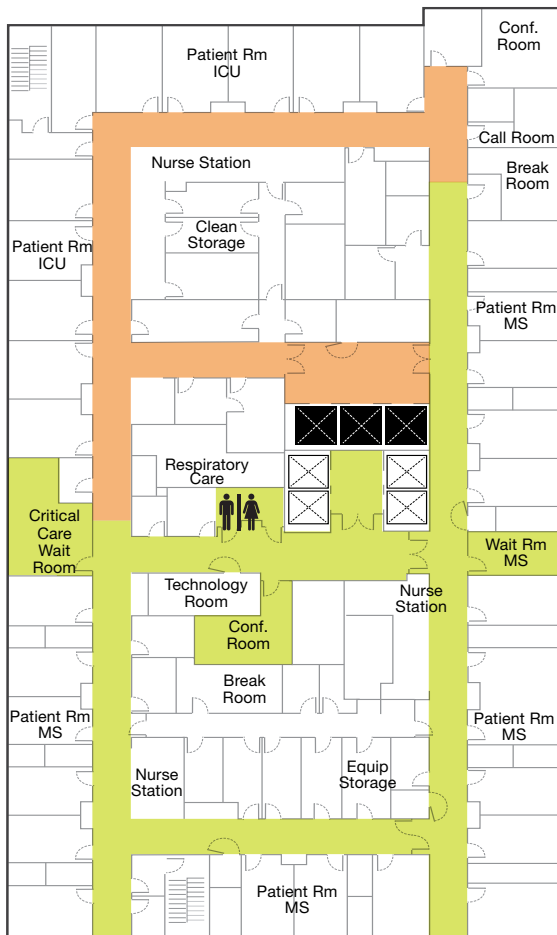 Conf.
Room
Patient Rm
ICU
Call Room
Nurse Station
Break
Room
Clean
Storage
Patient Rm
ICU
Patient Rm
MS
Respiratory
Care
Critical
Care
Wait
Room
Wait Rm
MS
Technology
Room
Nurse
Station
Conf.
Room
Break
Room
Patient Rm
MS
Patient Rm
MS
Nurse
Station
Equip
Storage
Patient Rm
MS